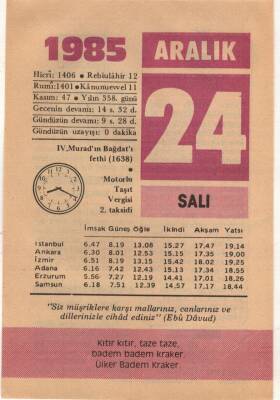 1985
ARALIK
Hicrî: 1406 • Rebiulâhir 12
Rumî: 1401 • Kânunuevvel 11
Kasım: 47 • Yılın 358. günü
Gecenin devamı: 14 s. 32 d.
Gündüzün devamı: 9 s. 28 d.
Gündüzün uzayışı: 0 dakika
24
SALI
IV. Murad'ın Bağdat'ı
fethi (1638)
•
Motorlu
Taşıt
Vergisi
2. taksidi
İmsak Güneş Öğle İkindi Akşam Yatsı
İstanbul 6.47 8.19 13.08 15.27 17.47 19.14
Ankara 6.30 8.01 12.53 15.15 17.35 19.00
İzmir 6.51 8.19 13.15 15.42 18.02 19.25
Adana 6.16 7.42 12.43 15.13 17.34 18.55
Erzurum 5.56 7.27 12.19 14.41 17.01 18.26
Samsun 6.18 7.51 12.39 14.57 17.18 18.44
"Siz müşriklere karşı mallarınız, canlarınız ve
dillerinizle cihâd ediniz" (Ebû Dâvud)
Kıtır kıtır, taze taze,
badem badem kraker.
Ülker Badem Kraker.